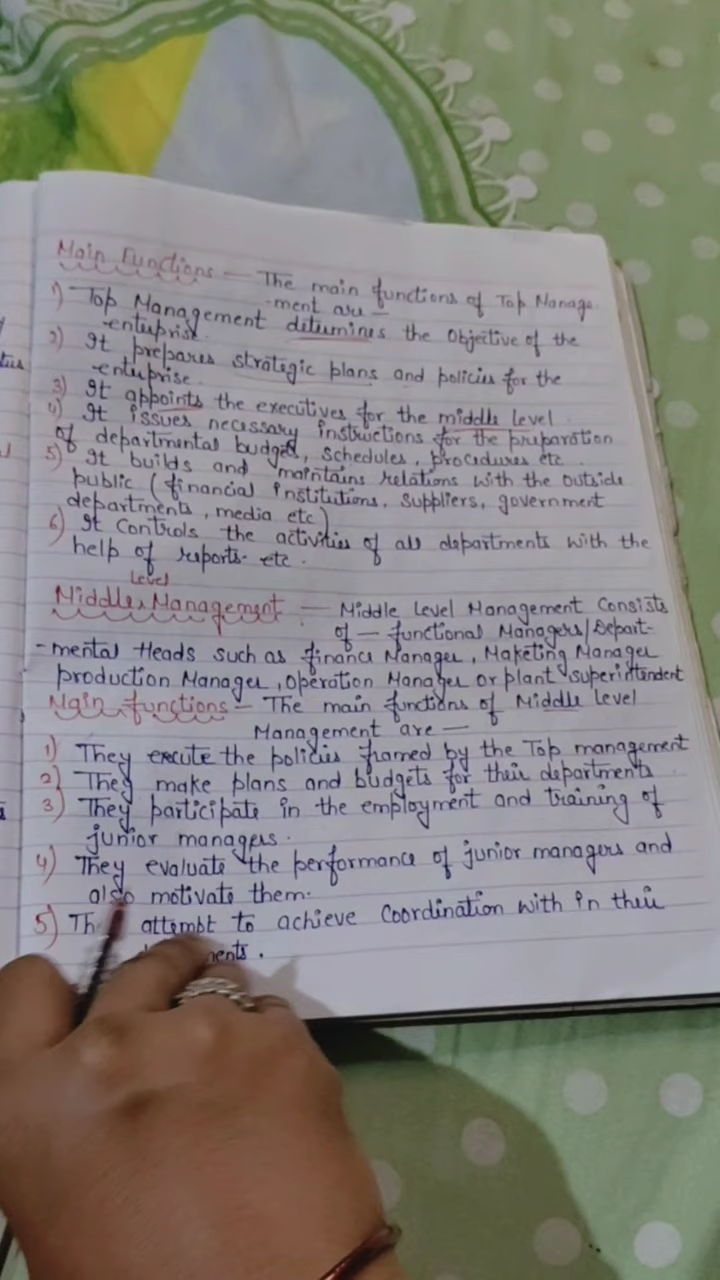 Main Functions — The main functions of Top Manage-
-ment are —
1) Top Management ditermines the Objective of the
-enterprise.
2) It prepares strategic plans and policies for the
-enterprise.
3) It appoints the executives for the middle level
4) It issues necessary instructions for the preparation
of departmental budget, schedules, procedures etc
5) It builds and maintains relations with the outside
public (financial institutions, suppliers, government
departments, media etc)
6) It Controls the activities of all departments with the
help of reports. etc.
Level
Middle Management :— Middle Level Management Consists
of — functional Managers/Depart-
-mental Heads such as finance Manager, Maketing Manager
production Manager, operation Manager or plant superintendent
Main functions — The main functions of Middle Level
Management are —
1) They execute the policies framed by the Top management
2) They make plans and budgets for their departments
3) They participate in the employment and training of
junior managers.
4) They evaluate the performance of junior managers and
also motivate them.
5) attembt to achieve Coordination with in their